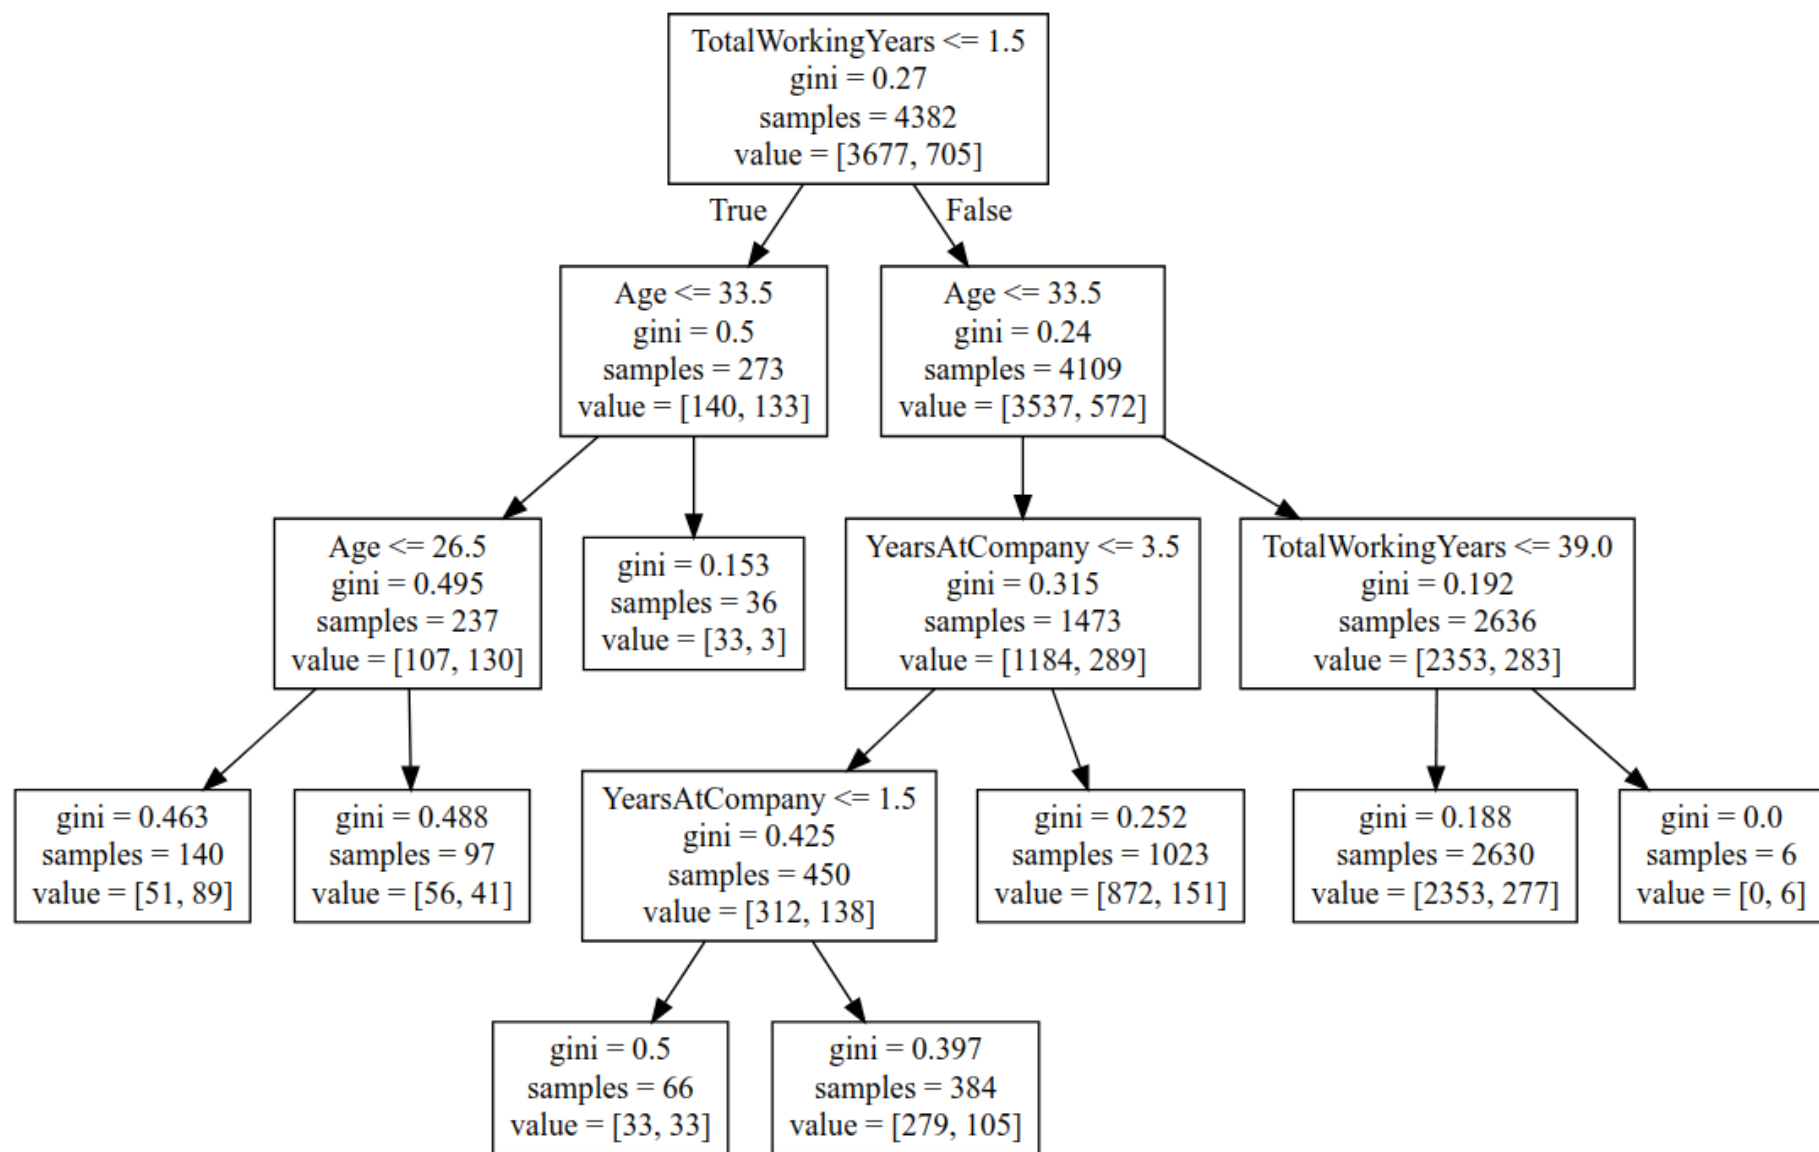 TotalWorkingYears <= 1.5
gini = 0.27
samples = 4382
value = [3677, 705]
True
False
Age <= 33.5
gini = 0.5
samples = 273
value = [140, 133]
Age <= 33.5
gini = 0.24
samples = 4109
value = [3537, 572]
Age <= 26.5
gini = 0.495
samples = 237
value = [107, 130]
gini = 0.153
samples = 36
value = [33, 3]
YearsAtCompany <= 3.5
gini = 0.315
samples = 1473
value = [1184, 289]
TotalWorkingYears <= 39.0
gini = 0.192
samples = 2636
value = [2353, 283]
gini = 0.463
samples = 140
value = [51, 89]
gini = 0.488
samples = 97
value = [56, 41]
YearsAtCompany <= 1.5
gini = 0.425
samples = 450
value = [312, 138]
gini = 0.252
samples = 1023
value = [872, 151]
gini = 0.188
samples = 2630
value = [2353, 277]
gini = 0.0
samples = 6
value = [0, 6]
gini = 0.5
samples = 66
value = [33, 33]
gini = 0.397
samples = 384
value = [279, 105]